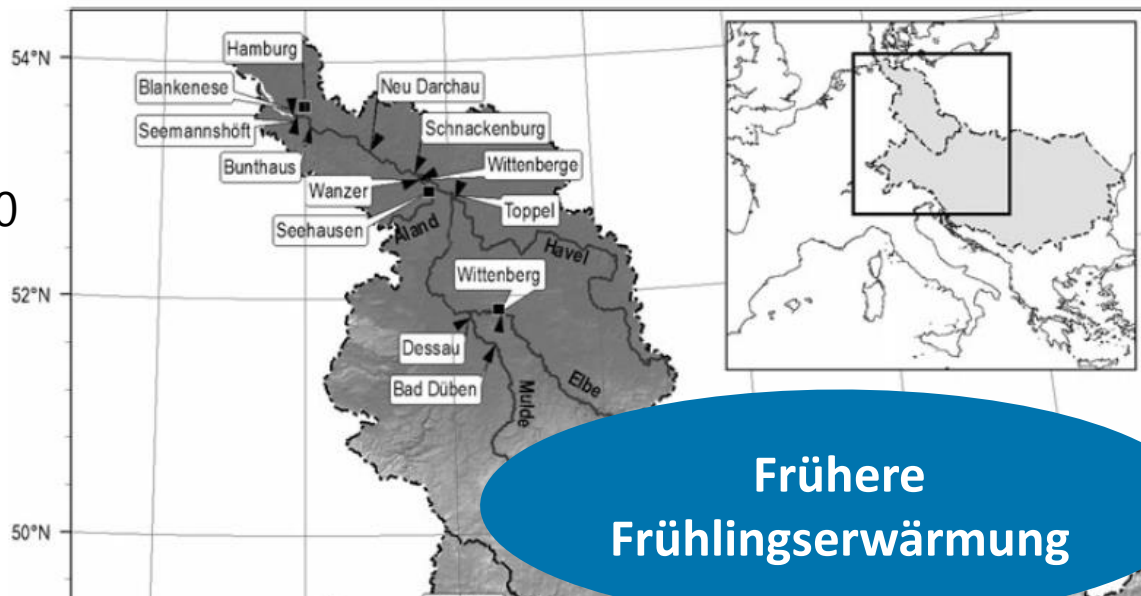 54°N
Hamburg
Blankenese
Neu Darchau
Seemannshöft
Schnackenburg
Bunthaus
Wittenberge
Wanzer
0
Toppel
Seehausen
Aland
Havel
52°N
Wittenberg
Dessau
Bad Düben
Elbe
Mulde
50°N
Frühere
Frühlingserwärmung